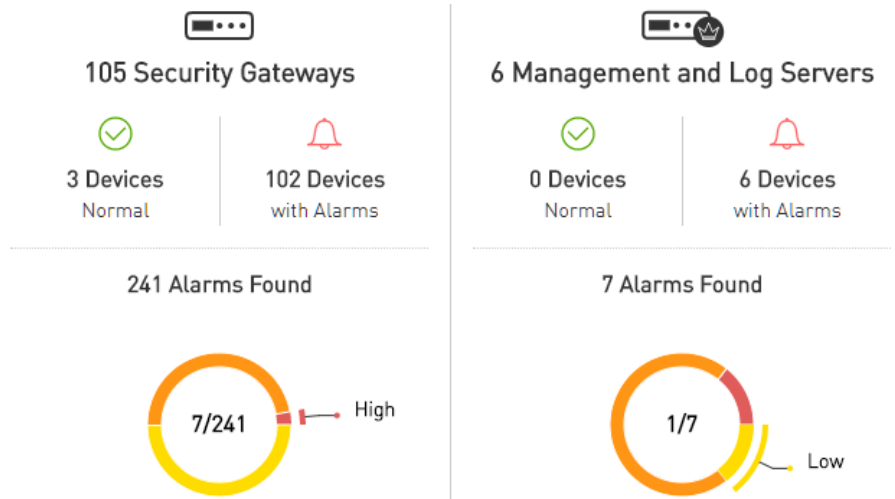 105 Security Gateways
3 Devices
Normal
102 Devices
with Alarms
241 Alarms Found
7/241
High
6 Management and Log Servers
0 Devices
Normal
6 Devices
with Alarms
7 Alarms Found
1/7
Low